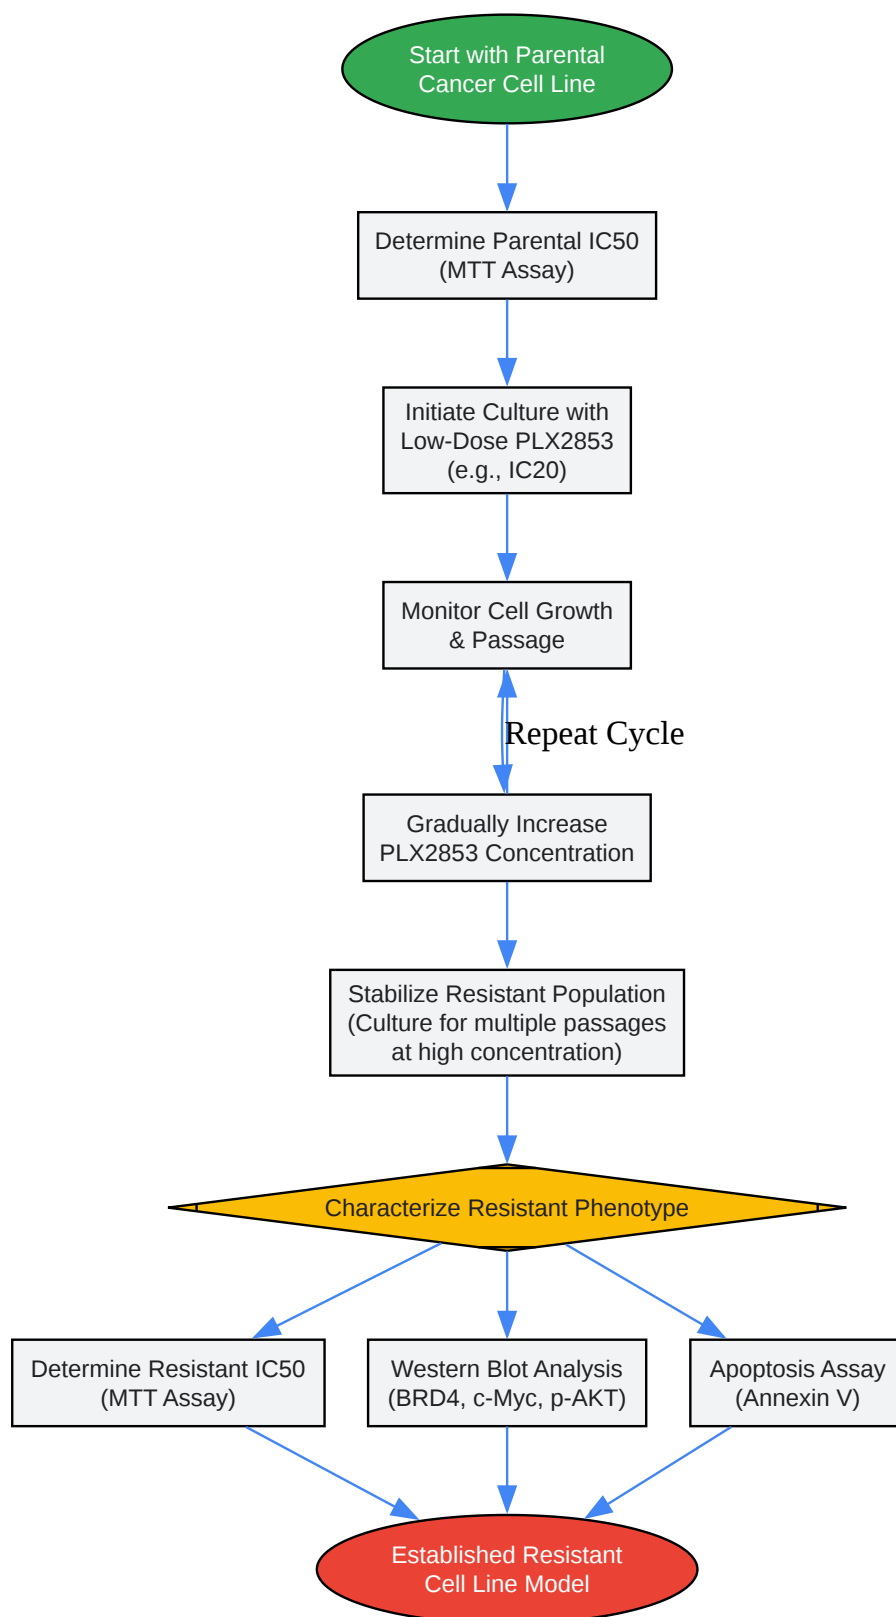 Start with Parental
Cancer Cell Line
Determine Parental IC50
(MTT Assay)
Initiate Culture with
Low-Dose PLX2853
(e.g., IC20)
Monitor Cell Growth
& Passage
Repeat Cycle
Gradually Increase
PLX2853 Concentration
Stabilize Resistant Population
(Culture for multiple passages
at high concentration)
Characterize Resistant Phenotype
Determine Resistant IC50
(MTT Assay)
Western Blot Analysis
(BRD4, c-Myc, p-AKT)
Apoptosis Assay
(Annexin V)
Established Resistant
Cell Line Model